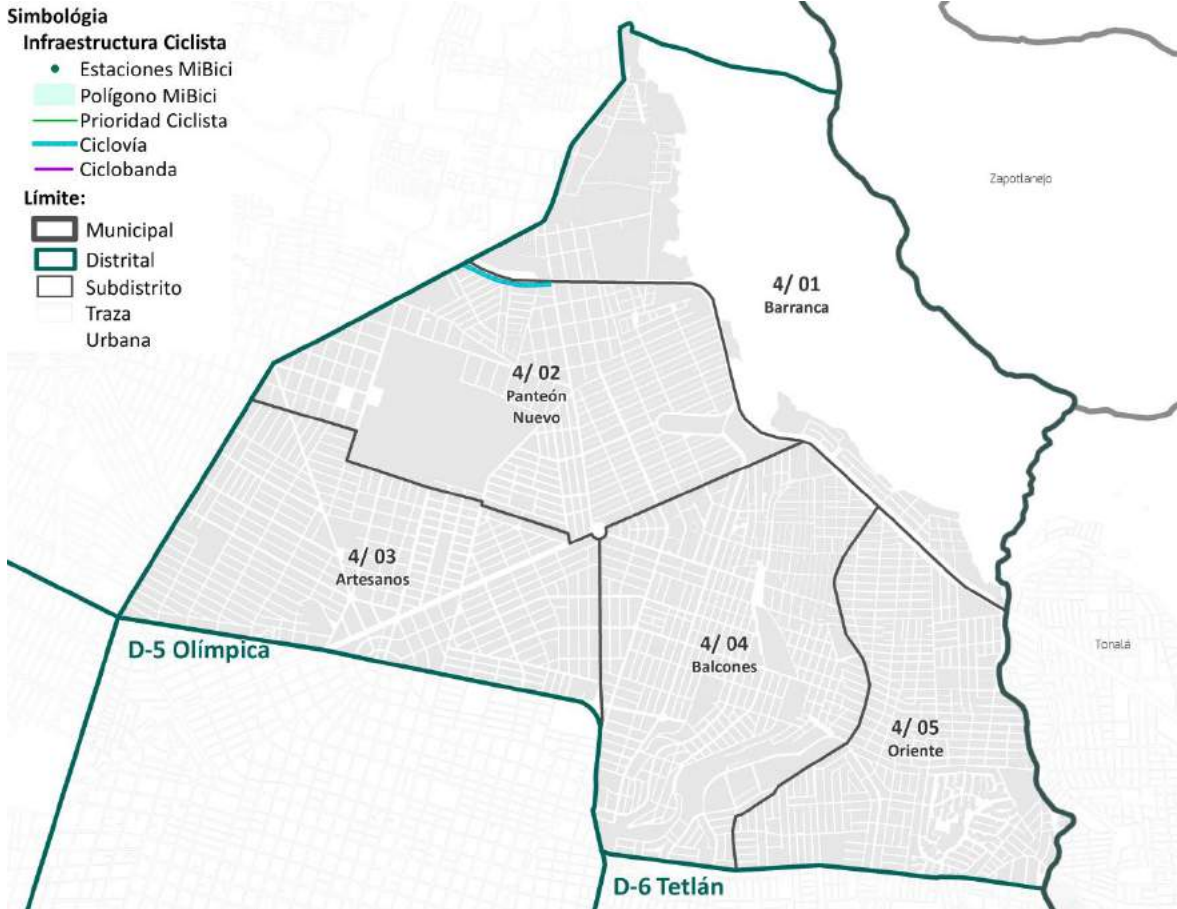 Simbológia
Infraestructura Ciclista
Estaciones MiBici
Polígono MiBici
Prioridad Ciclista
Ciclovía
Ciclobanda
Límite:
Municipal
Distrital
Subdistrito
Traza
Urbana
Zapotlanejo
4/ 01
Barranca
4/ 02
Panteón
Nuevo
4/ 03
Artesanos
4/ 04
Balcones
4/ 05
Oriente
Tonalá
D-5 Olímpica
D-6 Tetlán